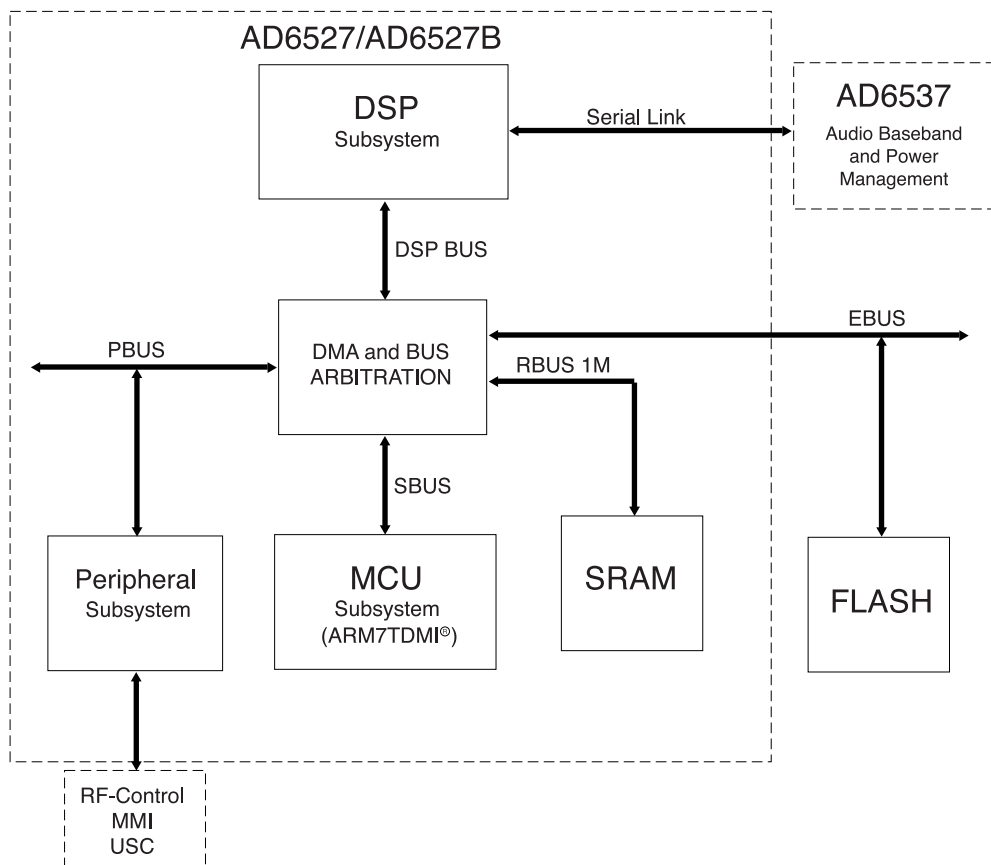 AD6527/AD6527B
DSP
Subsystem
Serial Link
AD6537
Audio Baseband
and Power
Management
DSP BUS
EBUS
PBUS
DMA and BUS
ARBITRATION
RBUS 1M
SBUS
Peripheral
Subsystem
MCU
Subsystem
(ARM7TDMI®)
SRAM
FLASH
RF-Control
MMI
USC